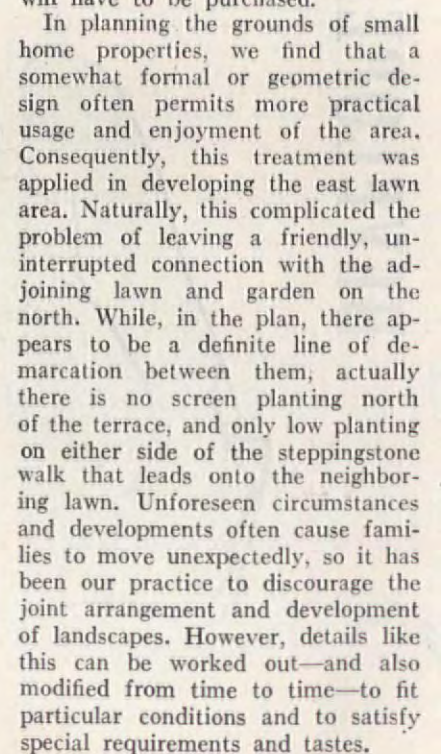 will have to be purchased.
In planning the grounds of small
home properties, we find that a
somewhat formal or geometric de-
sign often permits more practical
usage and enjoyment of the area.
Consequently, this treatment was
applied in developing the east lawn
area. Naturally, this complicated the
problem of leaving a friendly, un-
interrupted connection with the ad-
joining lawn and garden on the
north. While, in the plan, there ap-
pears to be a definite line of de-
marcation between them, actually
there is no screen planting north
of the terrace, and only low planting
on either side of the steppingstone
walk that leads onto the neighbor-
ing lawn. Unforeseen circumstances
and developments often cause fami-
lies to move unexpectedly, so it has
been our practice to discourage the
joint arrangement and development
of landscapes. However, details like
this can be worked out—and also
modified from time to time—to fit
particular conditions and to satisfy
special requirements and tastes.